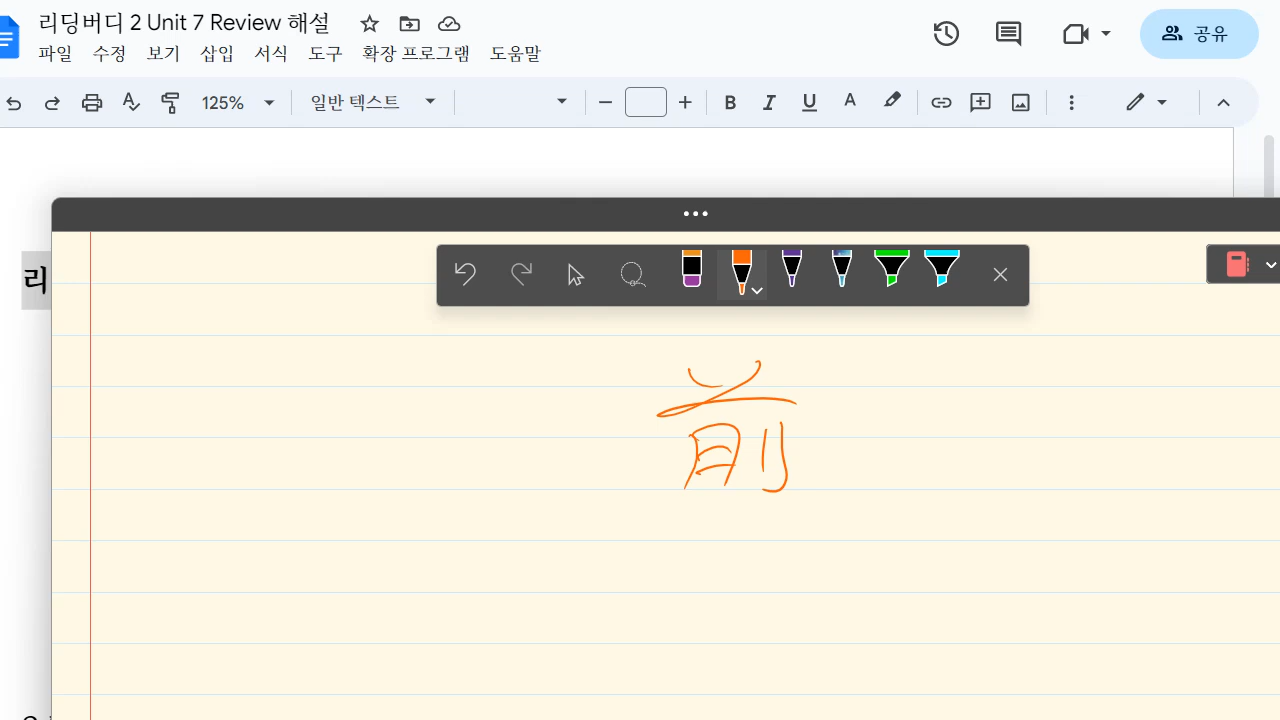 리딩버디 2 Unit 7 Review 해설
파일 수정 보기 삽입 서식 도구 확장 프로그램 도움말
공유
125% 일반 텍스트
B I U A
리
前